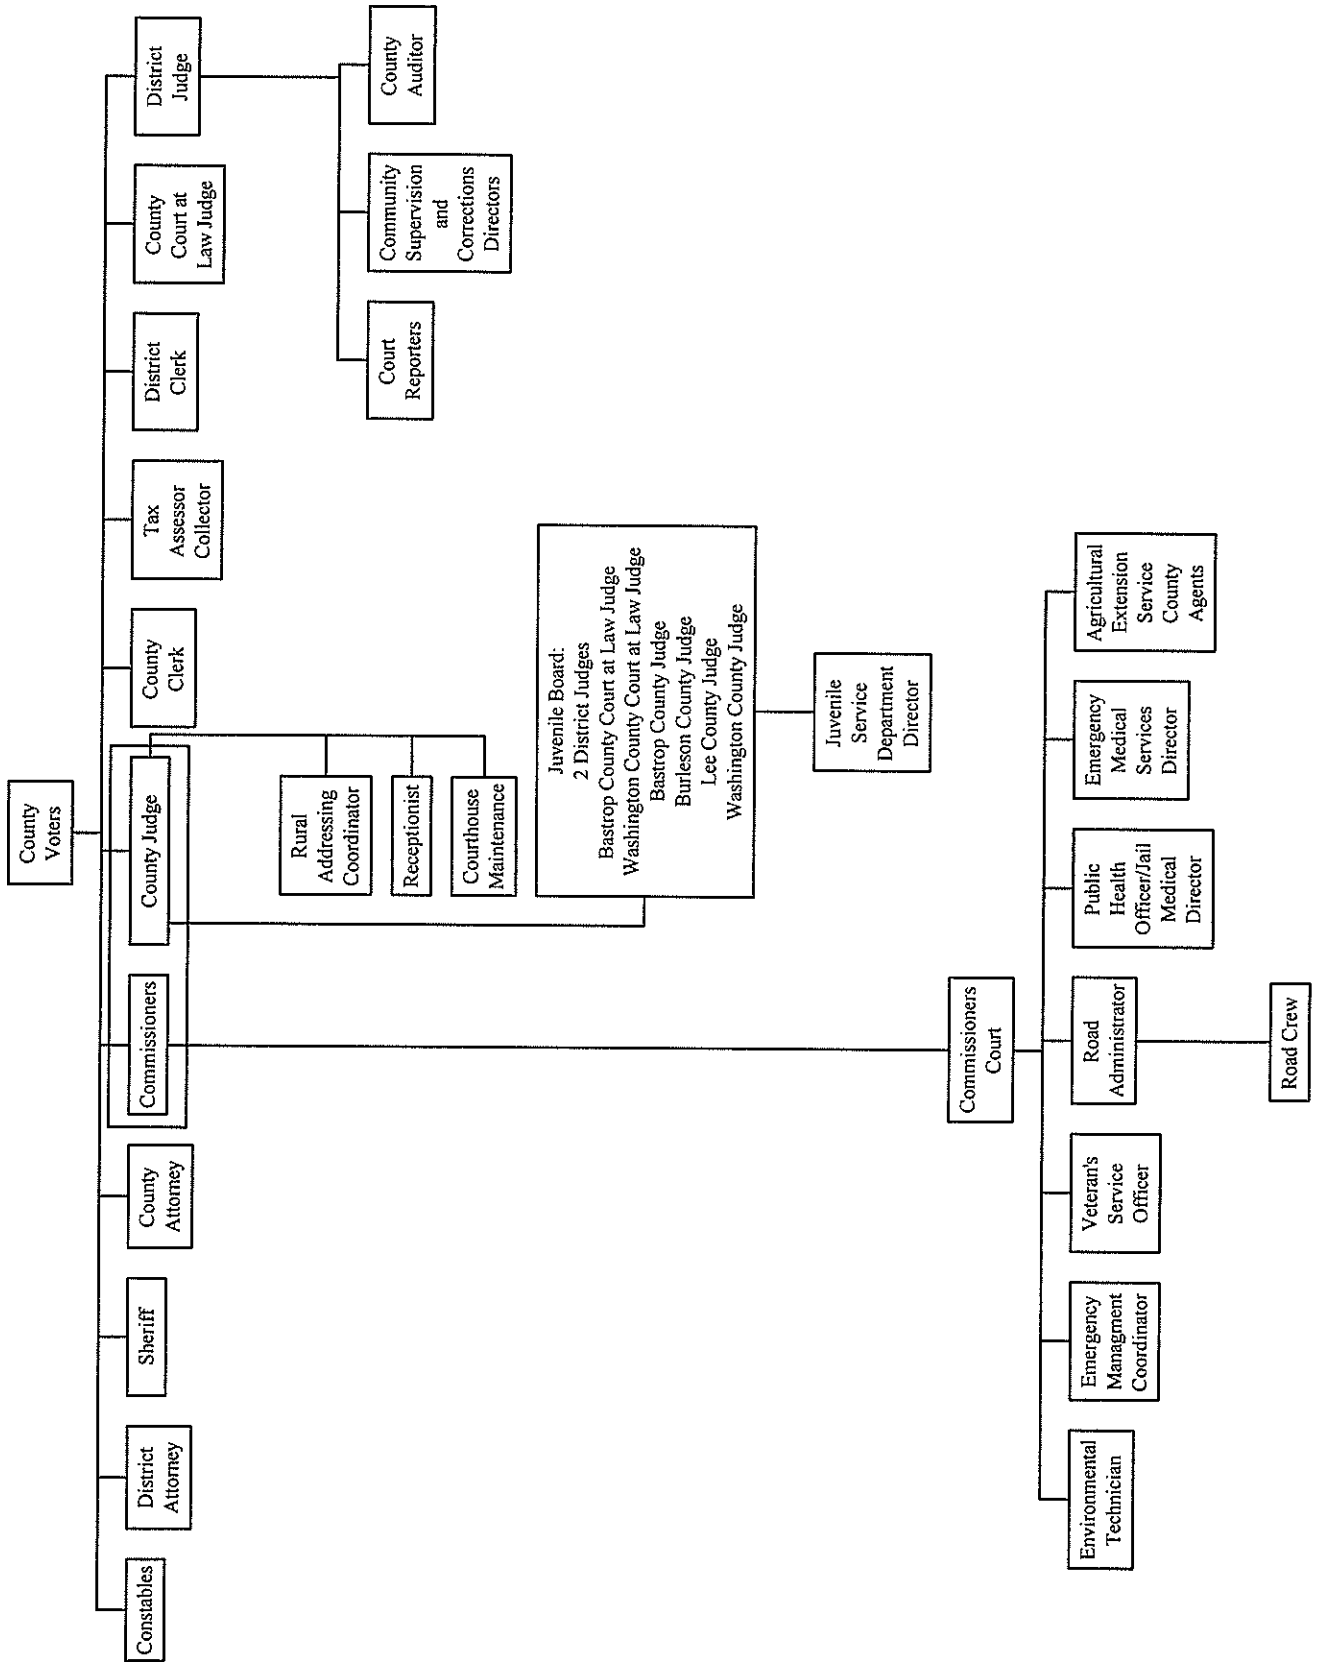 County
Voters
Constables
District
Attorney
Sheriff
County
Attorney
Commissioners
County Judge
County
Clerk
Tax
Assessor
Collector
District
Clerk
County
Court at
Law Judge
District
Judge
Rural
Addressing
Coordinator
Receptionist
Courthouse
Maintenance
Court
Reporters
Community
Supervision
and
Corrections
Directors
County
Auditor
Juvenile Board:
2 District Judges
Bastrop County Court at Law Judge
Washington County Court at Law Judge
Bastrop County Judge
Burleson County Judge
Lee County Judge
Washington County Judge
Juvenile
Service
Department
Director
Commissioners
Court
Environmental
Technician
Emergency
Managment
Coordinator
Veteran's
Service
Officer
Road
Administrator
Public
Health
Officer/Jail
Medical
Director
Emergency
Medical
Services
Director
Agricultural
Extension
Service
County
Agents
Road Crew